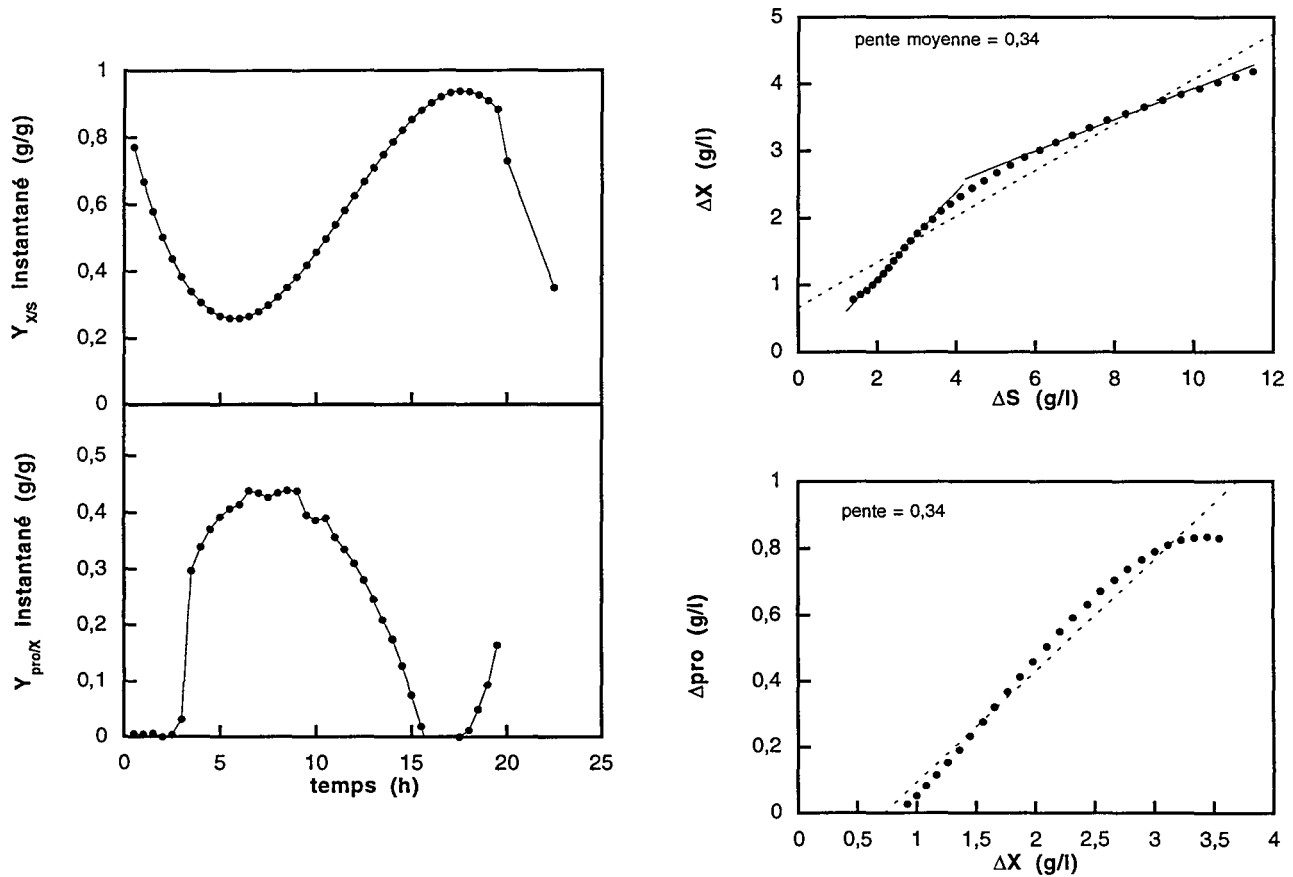 Y X/S Instantané (g/g)
1
0,8
0,6
0,4
0,2
0
Y pro/X Instantané (g/g)
0,5
0,4
0,3
0,2
0,1
0
0 5 10 15 20 25
temps (h)
pente moyenne = 0,34
ΔX (g/l)
5
4
3
2
1
0
0 2 4 6 8 10 12
ΔS (g/l)
pente = 0,34
Δpro (g/l)
1
0,8
0,6
0,4
0,2
0
0 0,5 1 1,5 2 2,5 3 3,5 4
ΔX (g/l)